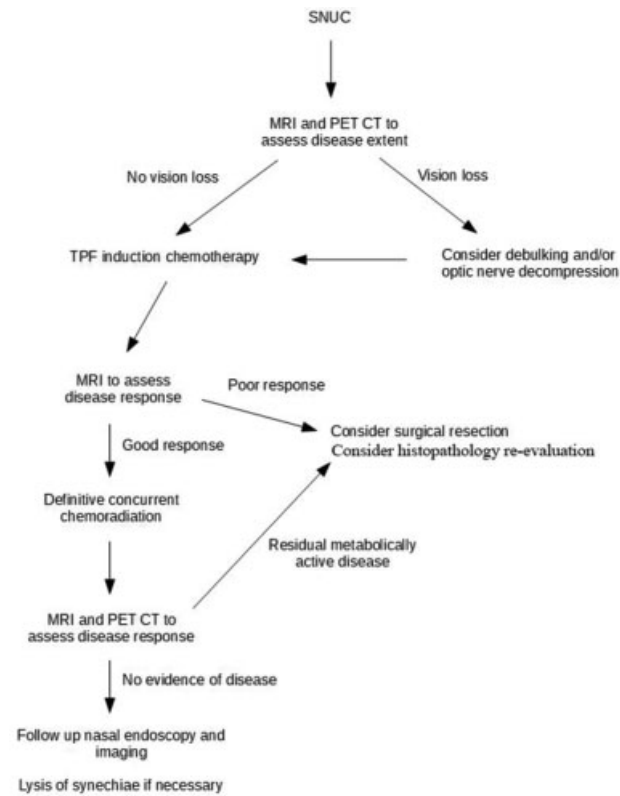 SNUC
MRI and PET CT to
assess disease extent
No vision loss
Vision loss
TPF induction chemotherapy
Consider debulking and/or
optic nerve decompression
MRI to assess
disease response
Poor response
Good response
Consider surgical resection
Consider histopathology re-evaluation
Definitive concurrent
chemoradiation
Residual metabolically
active disease
MRI and PET CT to
assess disease response
No evidence of disease
Follow up nasal endoscopy and
imaging
Lysis of synechiae if necessary